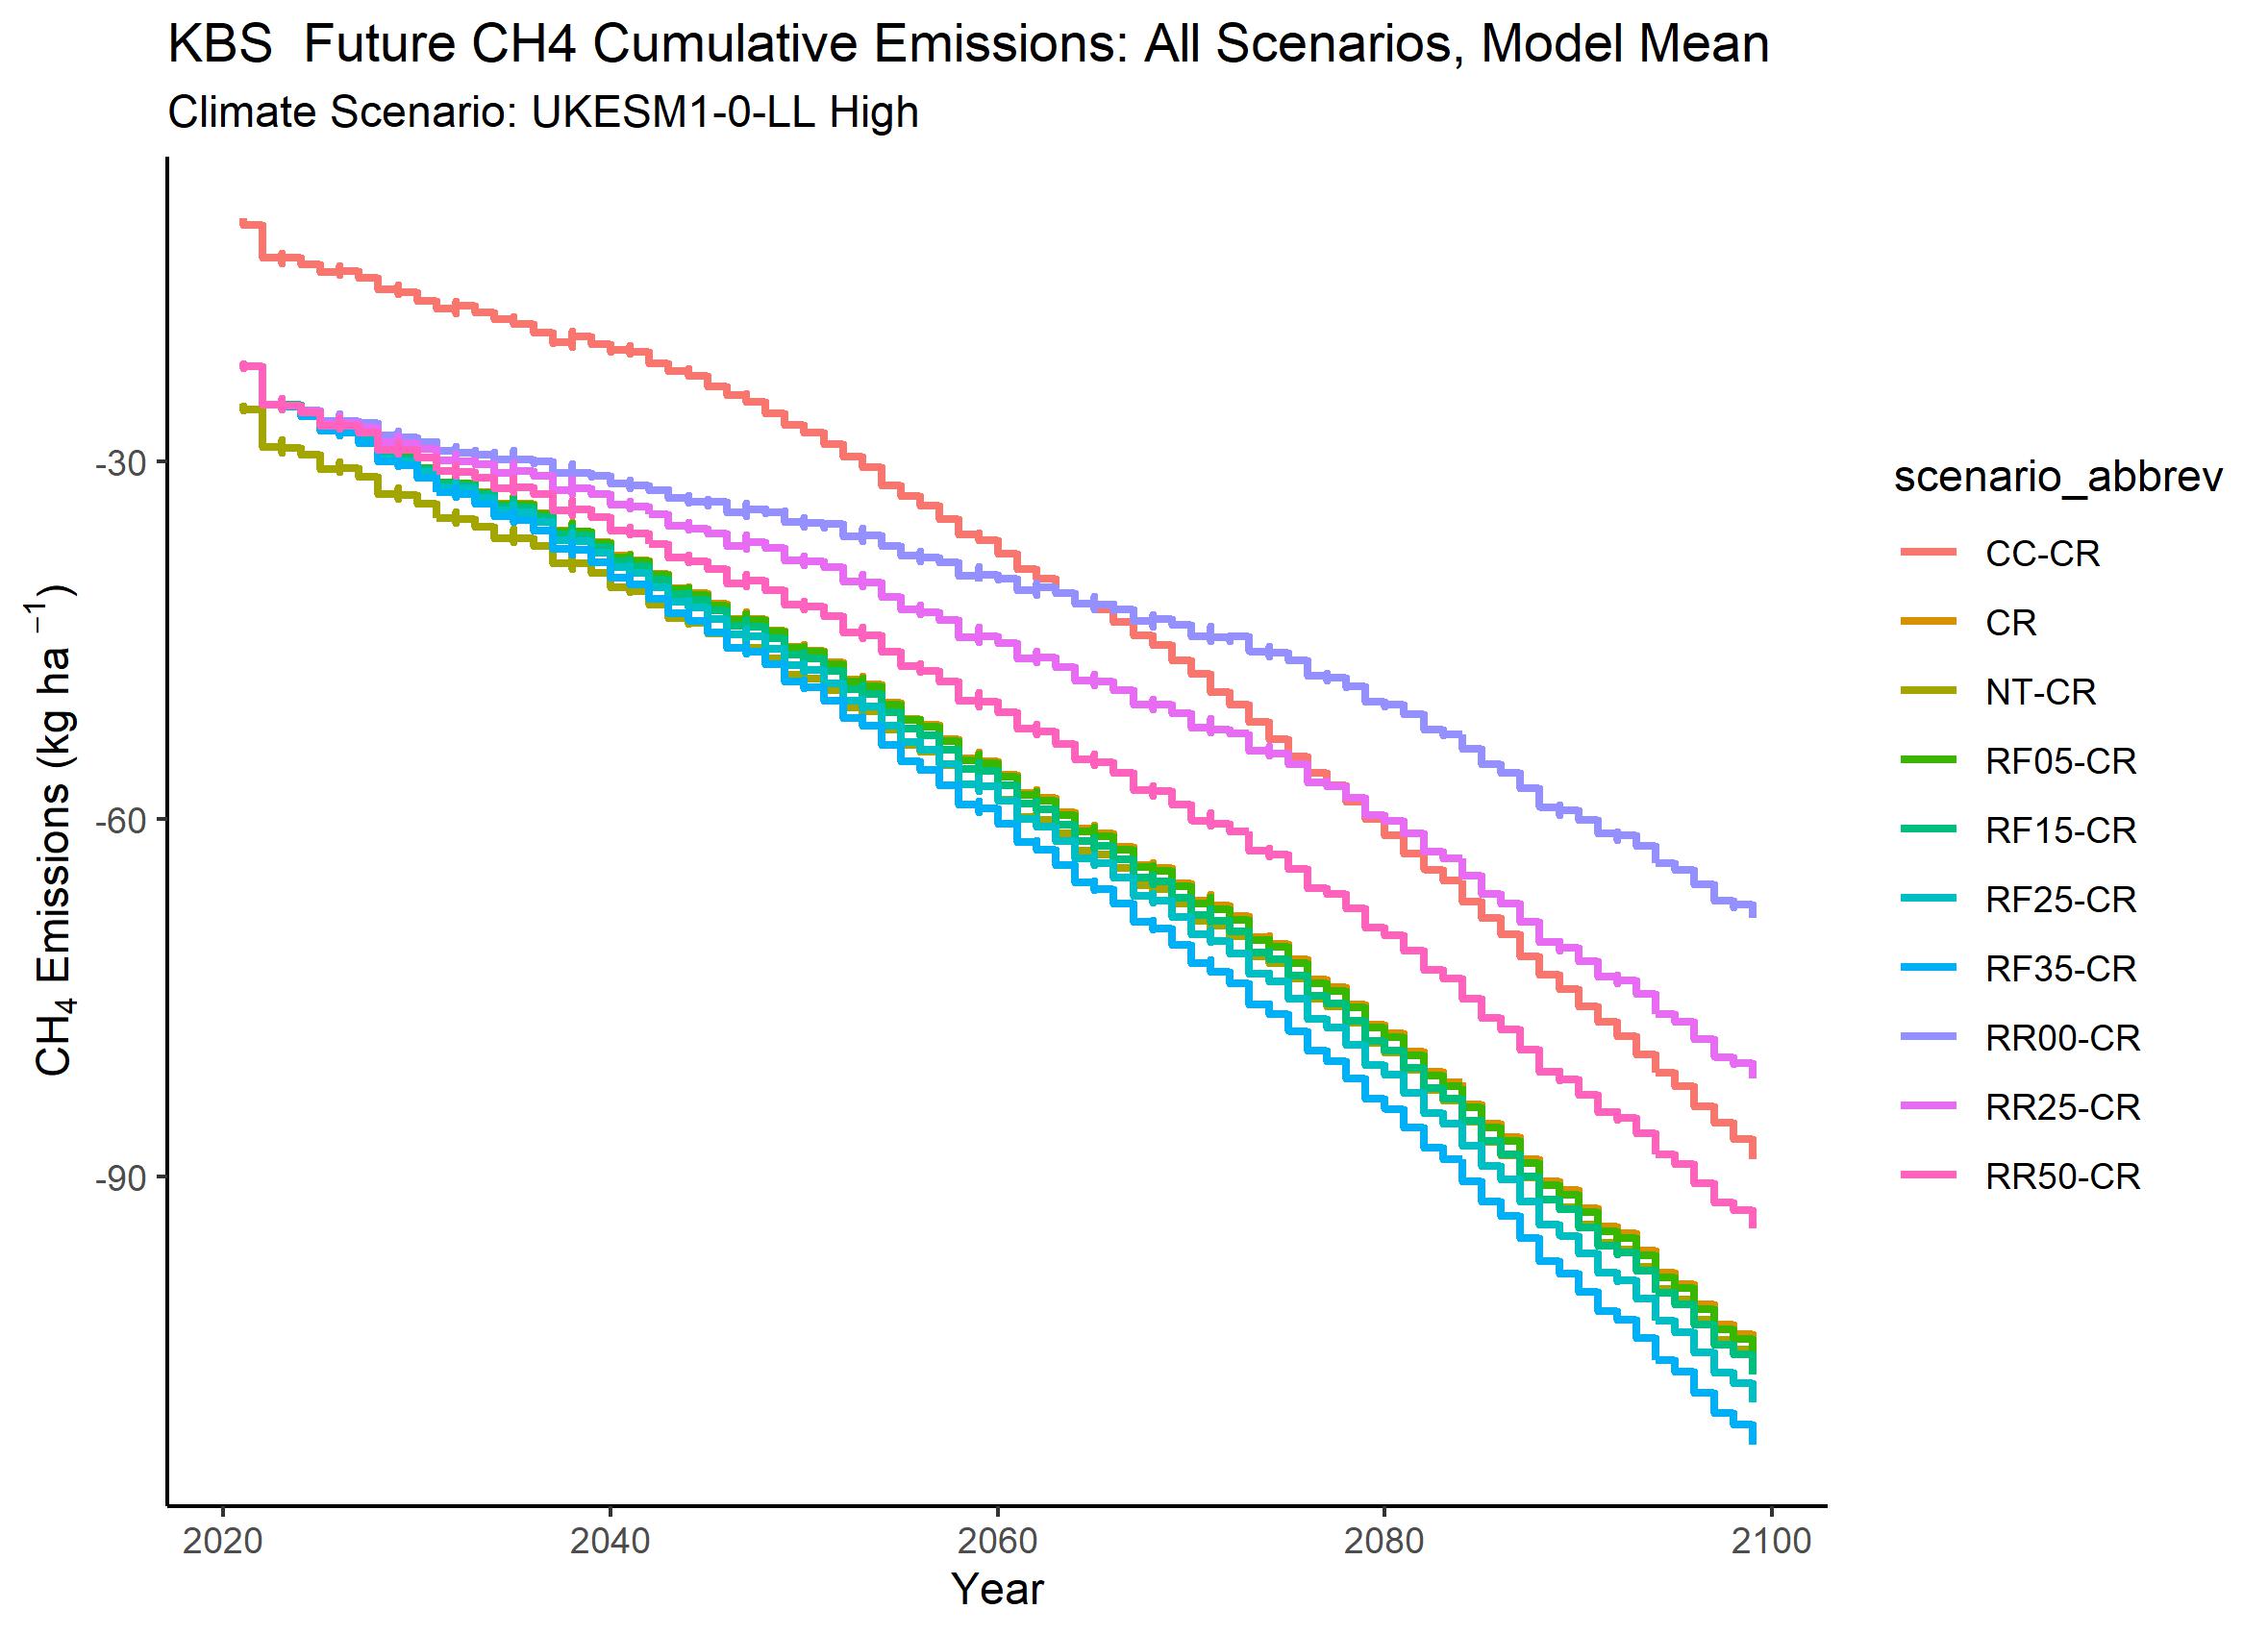 KBS  Future CH4 Cumulative Emissions: All Scenarios, Model Mean
Climate Scenario: UKESM1-0-LL High
CH₄ Emissions (kg ha ⁻¹)
-30
-60
-90
2020 2040 2060 2080 2100
Year
scenario_abbrev
CC-CR
CR
NT-CR
RF05-CR
RF15-CR
RF25-CR
RF35-CR
RR00-CR
RR25-CR
RR50-CR